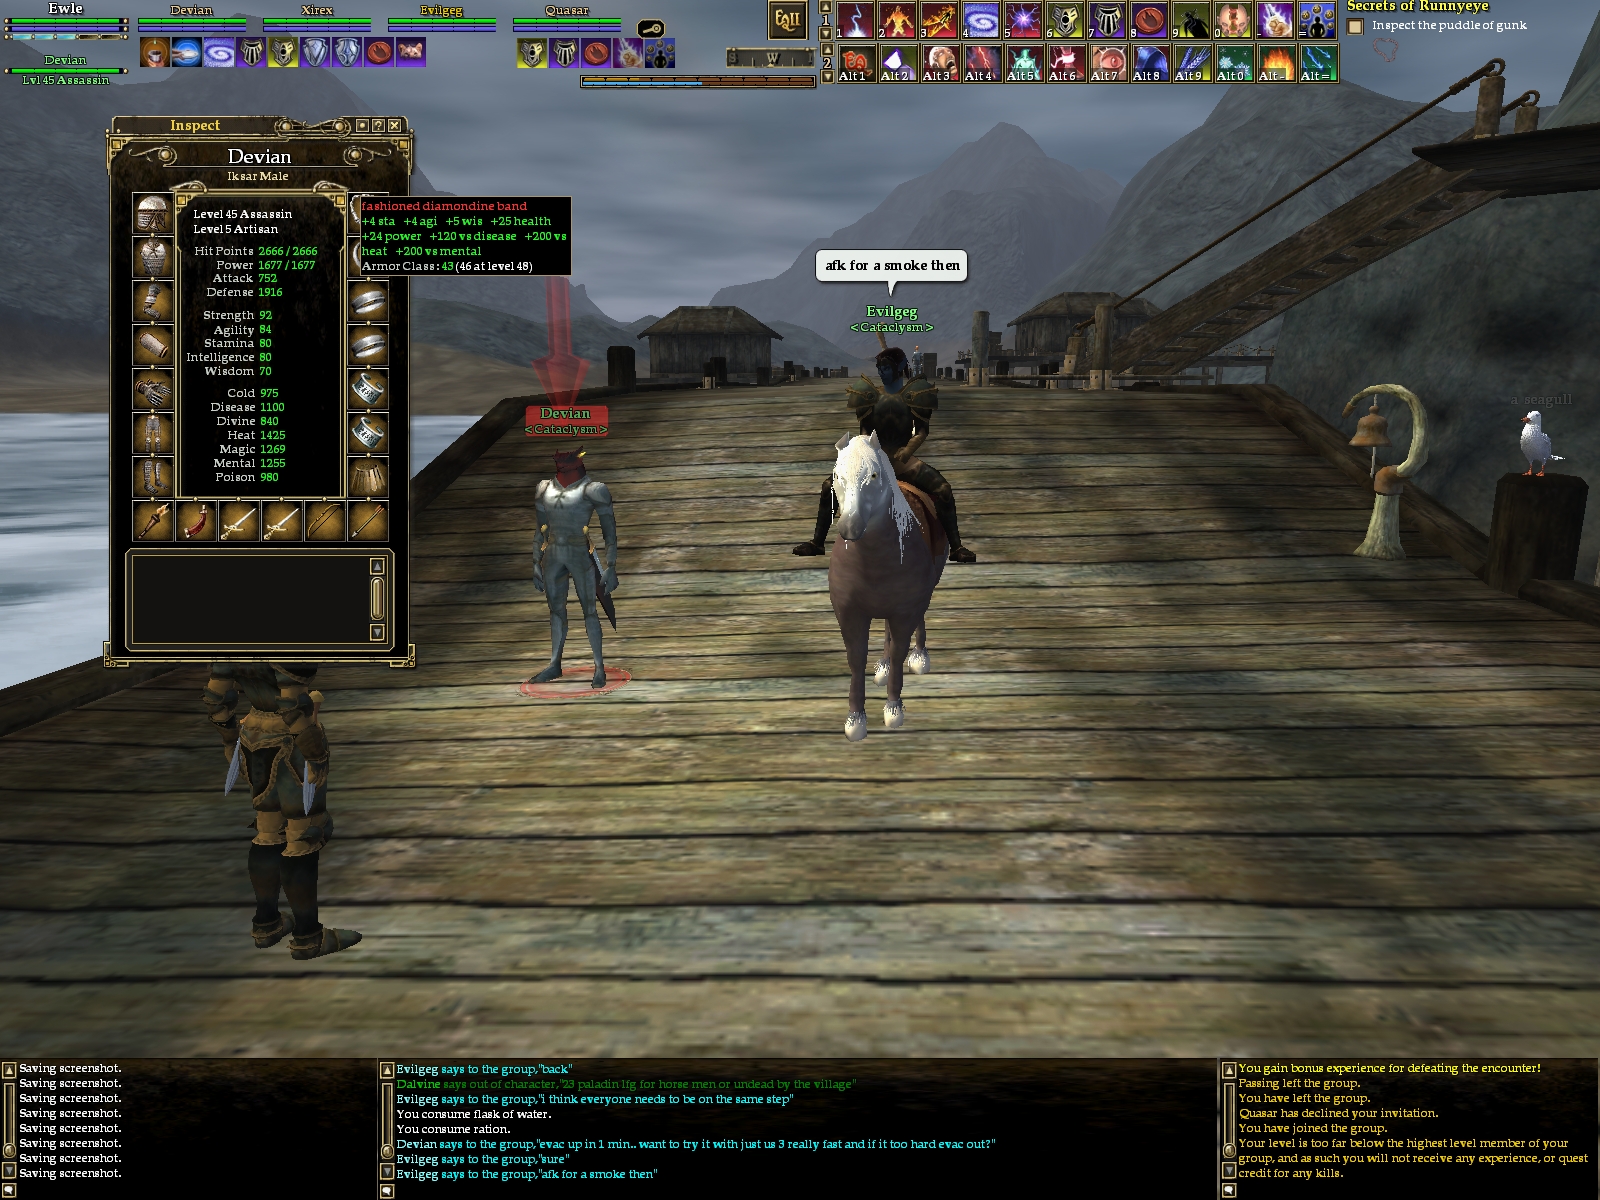 Ewle
Devian
Xirex
Evilgeg
Quasar
Devian
Lvl 45 Assassin
EQII
W
1
1 2 3 4 5 6 7 8 9 0 - =
2
Alt 1 Alt 2 Alt 3 Alt 4 Alt 5 Alt 6 Alt 7 Alt 8 Alt 9 Alt 0 Alt - Alt =
Secrets of Runnyeye
Inspect the puddle of gunk
Inspect
Devian
Iksar Male
Level 45 Assassin
Level 5 Artisan
Hit Points 2666 / 2666
Power 1677 / 1677
Attack 752
Defense 1916
Strength 92
Agility 84
Stamina 80
Intelligence 80
Wisdom 70
Cold 975
Disease 1100
Divine 840
Heat 1425
Magic 1269
Mental 1255
Poison 980
fashioned diamondine band
+4 sta +4 agi +5 wis +25 health
+24 power +120 vs disease +200 vs
heat +200 vs mental
Armor Class : 43 (46 at level 48)
afk for a smoke then
Evilgeg
<Cataclysm>
Devian
<Cataclysm>
a seagull
Saving screenshot.
Saving screenshot.
Saving screenshot.
Saving screenshot.
Saving screenshot.
Saving screenshot.
Saving screenshot.
Saving screenshot.
Evilgeg says to the group,"back"
Dalvine says out of character,"23 paladin lfg for horse men or undead by the village"
Evilgeg says to the group,"i think everyone needs to be on the same step"
You consume flask of water.
You consume ration.
Devian says to the group,"evac up in 1 min.. want to try it with just us 3 really fast and if it too hard evac out?"
Evilgeg says to the group,"sure"
Evilgeg says to the group,"afk for a smoke then"
You gain bonus experience for defeating the encounter!
Passing left the group.
You have left the group.
Quasar has declined your invitation.
You have joined the group.
Your level is too far below the highest level member of your
group, and as such you will not receive any experience, or quest
credit for any kills.